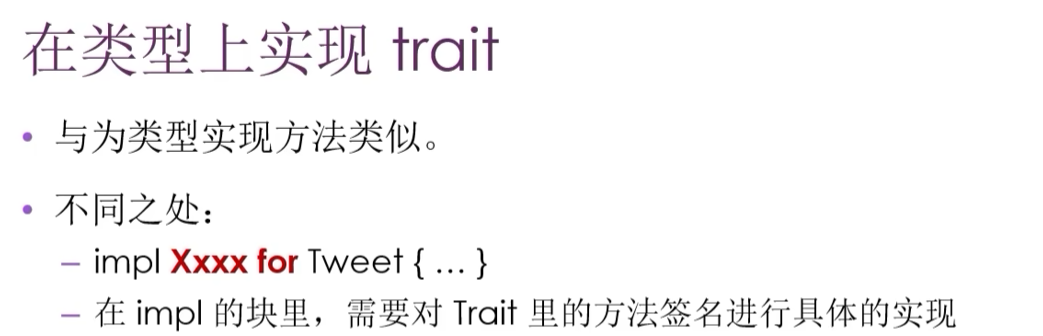 在类型上实现 trait
• 与为类型实现方法类似。
• 不同之处：
– impl Xxxx for Tweet { … }
– 在 impl 的块里，需要对 Trait 里的方法签名进行具体的实现